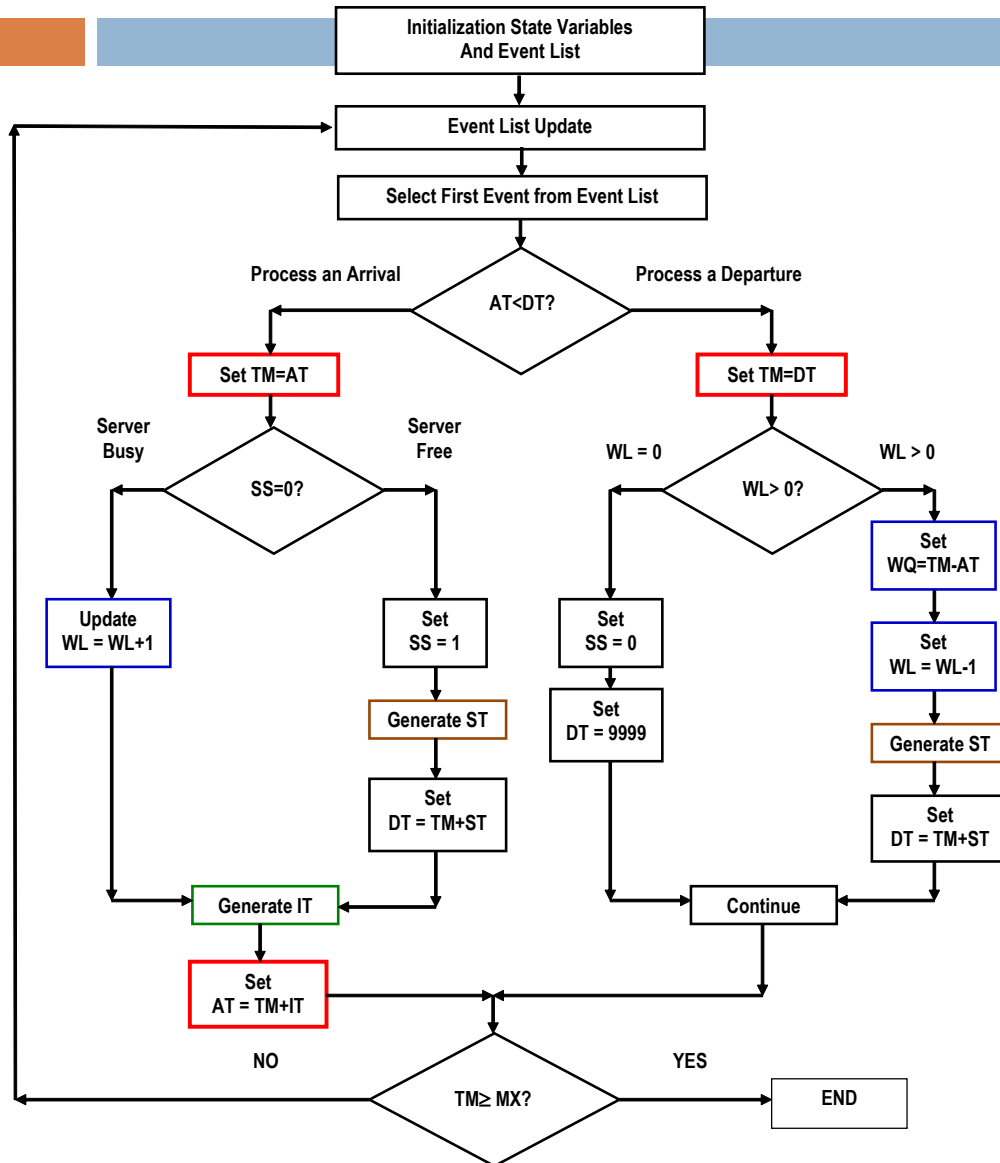 Initialization State Variables
And Event List
Event List Update
Select First Event from Event List
Process an Arrival
Process a Departure
AT<DT?
Set TM=AT
Set TM=DT
Server
Busy
Server
Free
SS=0?
WL = 0
WL > 0
WL> 0?
Update
WL = WL+1
Set
SS = 1
Generate ST
Set
DT = TM+ST
Set
SS = 0
Set
DT = 9999
Set
WQ=TM-AT
Set
WL = WL-1
Generate ST
Set
DT = TM+ST
Generate IT
Continue
Set
AT = TM+IT
NO
YES
TM≥ MX?
END